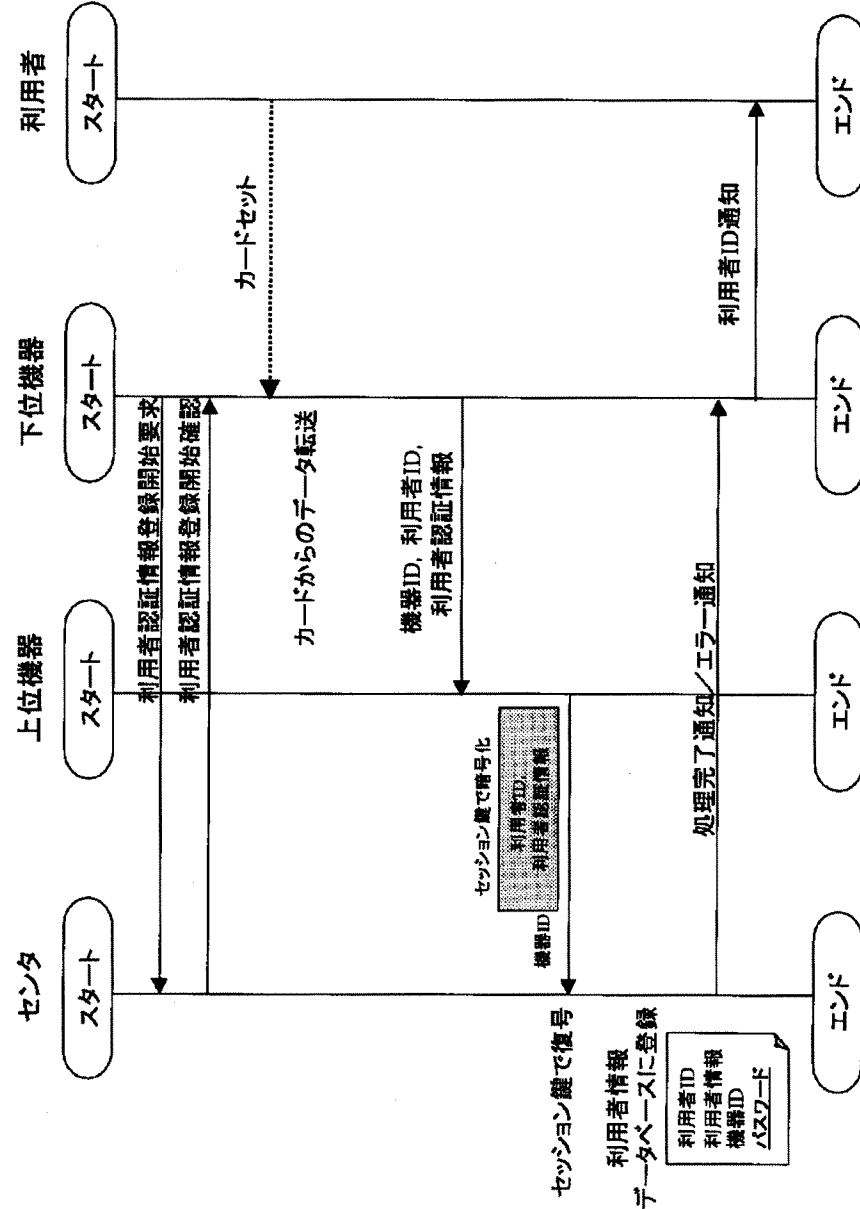 センタ
上位機器
下位機器
利用者
スタート
スタート
スタート
スタート
利用者認証情報登録開始要求
利用者認証情報登録開始確認
カードセット
カードからのデータ転送
機器ID, 利用者ID,
利用者認証情報
セッション鍵で暗号化
利用者ID,
利用者認証情報
機器ID
セッション鍵で復号
利用者情報
データベースに登録
利用者ID
利用者情報
機器ID
パスワード
処理完了通知/エラー通知
利用者ID通知
エンド
エンド
エンド
エンド